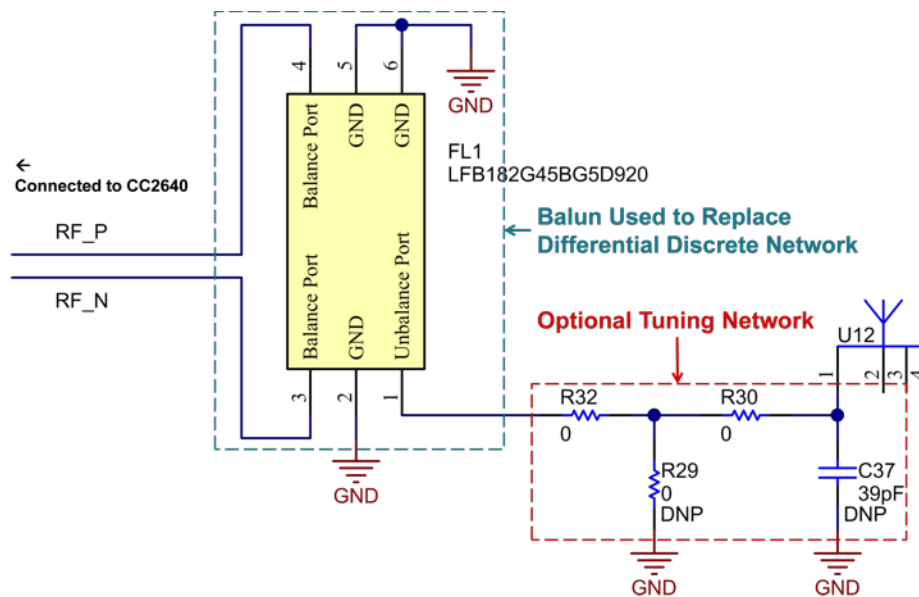 4
5
6
Balance Port
GND
GND
GND
FL1
LFB182G45BG5D920
←
Connected to CC2640
RF_P
RF_N
Balun Used to Replace
Differential Discrete Network
Balance Port
GND
Unbalance Port
3
2
1
GND
Optional Tuning Network
U12
1
2
3
4
R32
0
R30
0
R29
0
DNP
C37
39pF
DNP
GND
GND